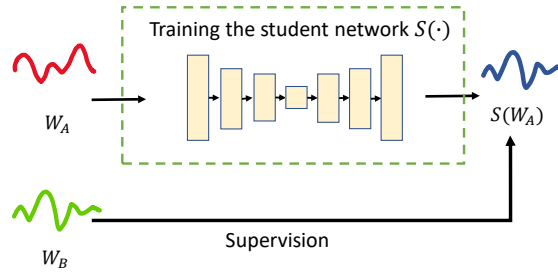 Training the student network S(·)
W_A
S(W_A)
W_B
Supervision